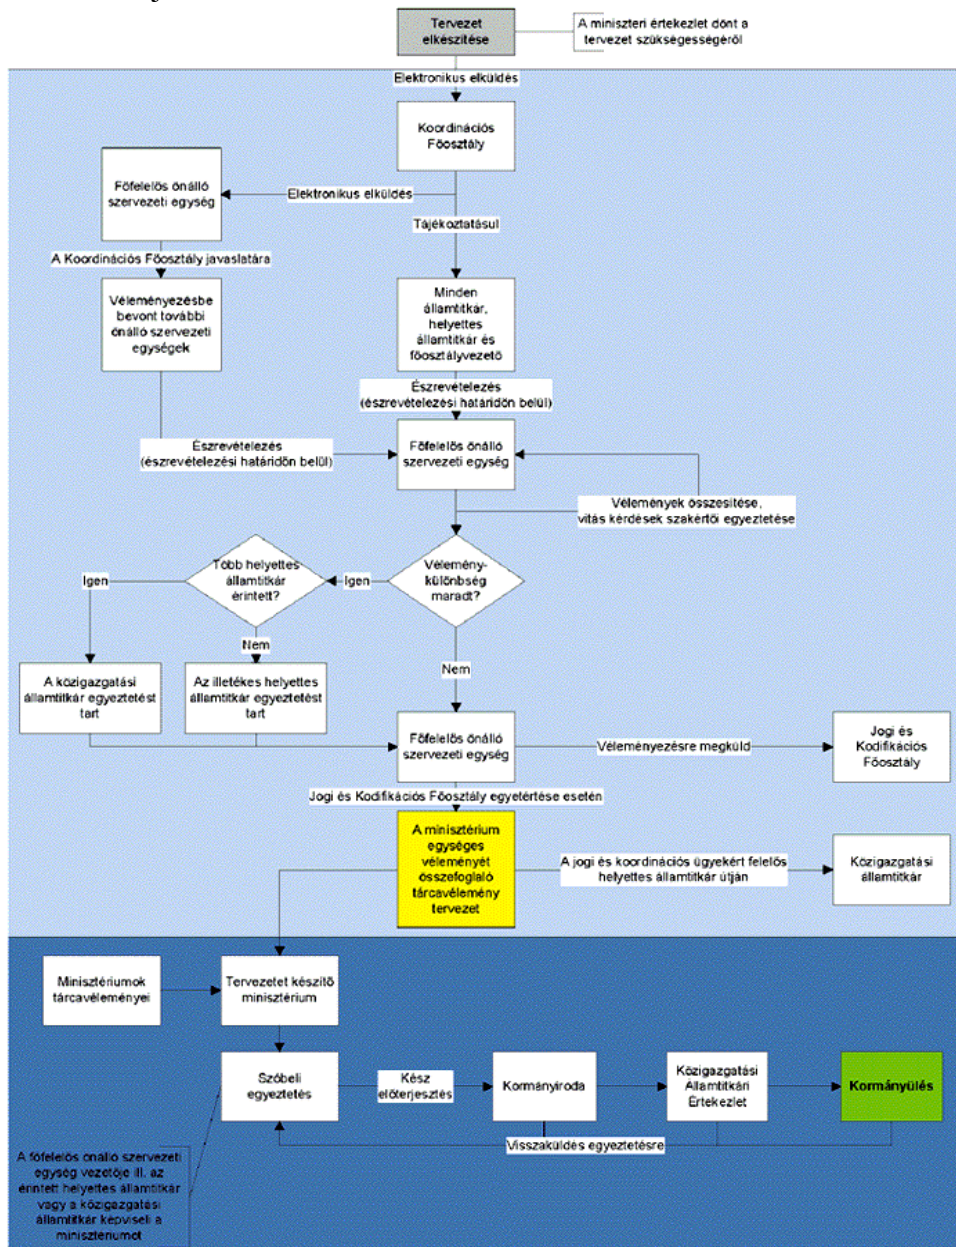 Tervezet
elkészítése
A miniszteri értekezlet dönt a
tervezet szükségességéről
Elektronikus elküldés
Koordinációs
Főosztály
Főfelelős önálló
szervezeti egység
Elektronikus elküldés
Tájékoztatásul
A Koordinációs Főosztály javaslatára
Véleményezésbe
bevont további
önálló szervezeti
egységek
Minden
államtitkár,
helyettes
államtitkár és
főosztályvezető
Észrevételezés
(észrevételezési határidőn belül)
Észrevételezés
(észrevételezési határidőn belül)
Főfelelős önálló
szervezeti egység
Vélemények összesítése,
vitás kérdések szakértői egyeztetése
Több helyettes
államtitkár
érintett?
Vélemény-
különbség
maradt?
Igen
Igen
Nem
Nem
A közigazgatási
államtitkár egyeztetést
tart
Az illetékes helyettes
államtitkár egyeztetést
tart
Főfelelős önálló
szervezeti egység
Véleményezésre megküld
Jogi és
Kodifikációs
Főosztály
Jogi és Kodifikációs Főosztály egyetértése esetén
A minisztérium
egységes
véleményét
összefoglaló
tárcavélemény
tervezet
A jogi és koordinációs ügyekért felelős
helyettes államtitkár útján
Közigazgatási
államtitkár
Minisztériumok
tárcavéleményei
Tervezetet készítő
minisztérium
Szóbeli
egyeztetés
Kész
előterjesztés
Kormányiroda
Közigazgatási
Államtitkári
Értekezlet
Kormányülés
Visszaküldés egyeztetésre
A főfelelős önálló szervezeti
egység vezetője ill. az
érintett helyettes államtitkár
vagy a közigazgatási
államtitkár képviseli a
minisztériumot